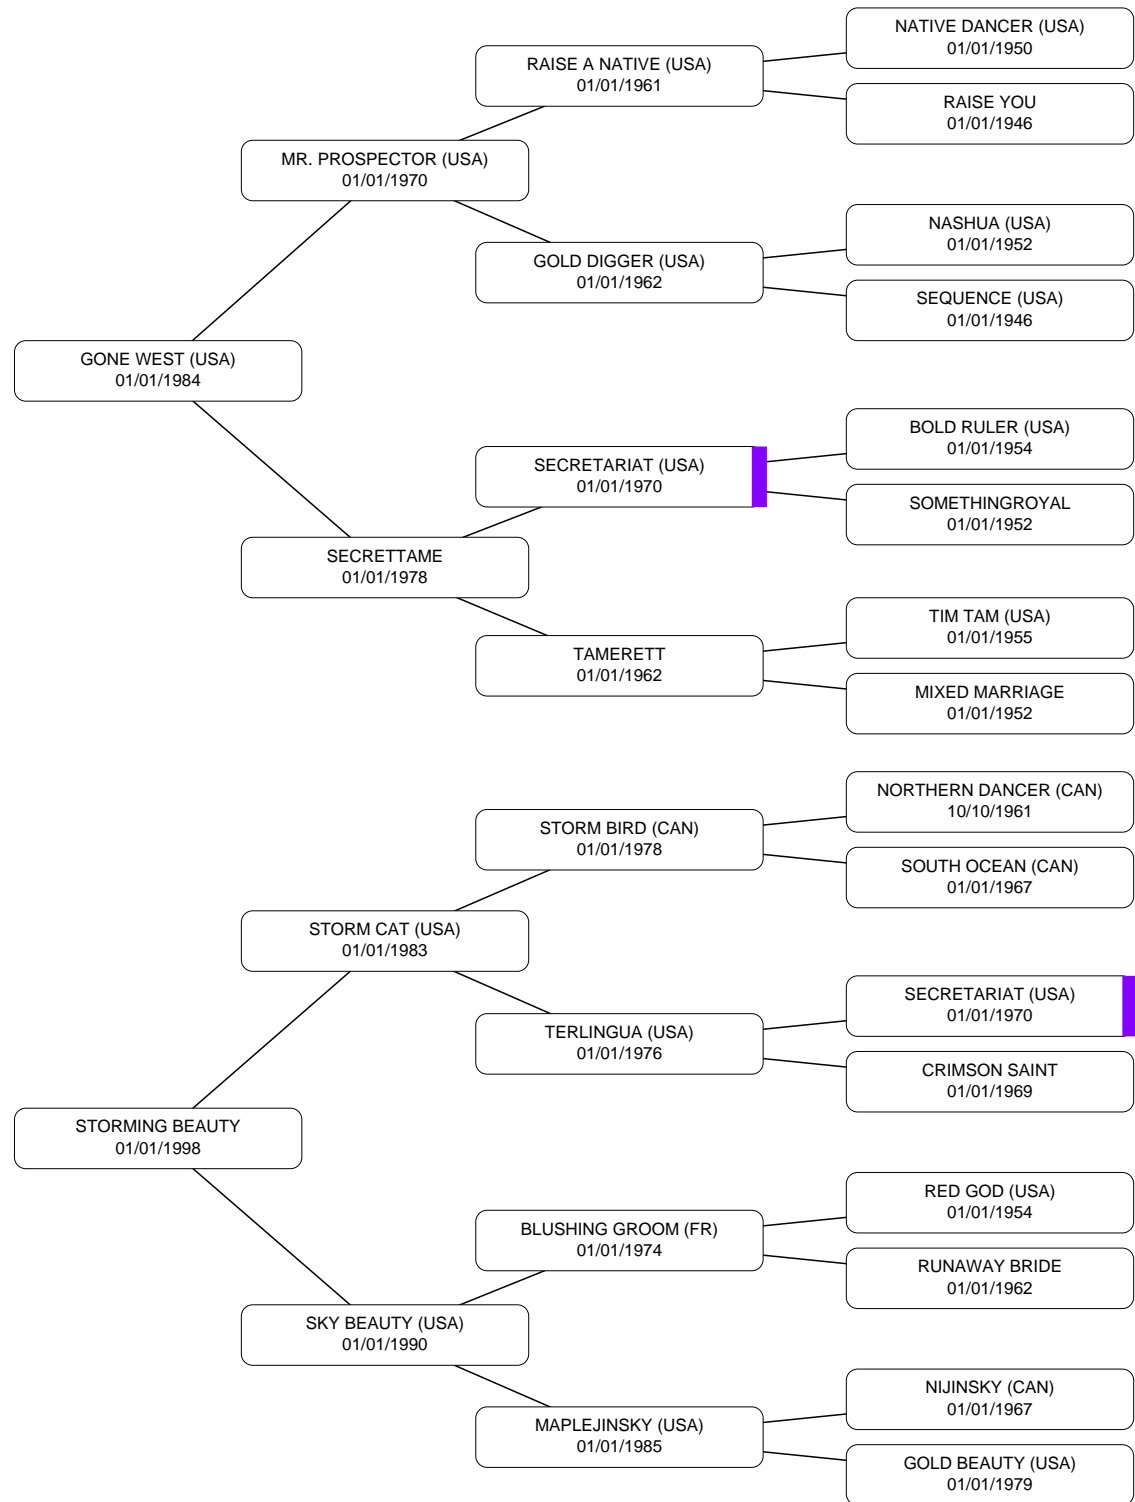 NATIVE DANCER (USA)
01/01/1950
RAISE A NATIVE (USA)
01/01/1961
RAISE YOU
01/01/1946
MR. PROSPECTOR (USA)
01/01/1970
NASHUA (USA)
01/01/1952
GOLD DIGGER (USA)
01/01/1962
SEQUENCE (USA)
01/01/1946
GONE WEST (USA)
01/01/1984
BOLD RULER (USA)
01/01/1954
SECRETARIAT (USA)
01/01/1970
SOMETHINGROYAL
01/01/1952
SECRETTAME
01/01/1978
TIM TAM (USA)
01/01/1955
TAMERETT
01/01/1962
MIXED MARRIAGE
01/01/1952
NORTHERN DANCER (CAN)
10/10/1961
STORM BIRD (CAN)
01/01/1978
SOUTH OCEAN (CAN)
01/01/1967
STORM CAT (USA)
01/01/1983
SECRETARIAT (USA)
01/01/1970
TERLINGUA (USA)
01/01/1976
CRIMSON SAINT
01/01/1969
STORMING BEAUTY
01/01/1998
RED GOD (USA)
01/01/1954
BLUSHING GROOM (FR)
01/01/1974
RUNAWAY BRIDE
01/01/1962
SKY BEAUTY (USA)
01/01/1990
NIJINSKY (CAN)
01/01/1967
MAPLEJINSKY (USA)
01/01/1985
GOLD BEAUTY (USA)
01/01/1979